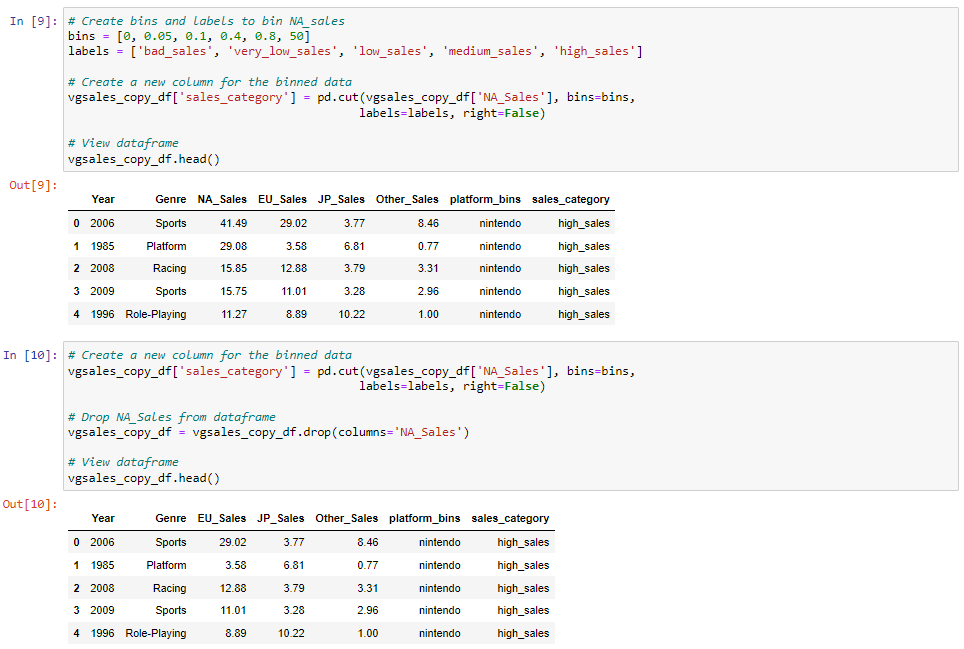 In [9]: # Create bins and labels to bin NA_sales
bins = [0, 0.05, 0.1, 0.4, 0.8, 50]
labels = ['bad_sales', 'very_low_sales', 'low_sales', 'medium_sales', 'high_sales']
# Create a new column for the binned data
vgsales_copy_df['sales_category'] = pd.cut(vgsales_copy_df['NA_Sales'], bins=bins,
labels=labels, right=False)
# View dataframe
vgsales_copy_df.head()
Out[9]:
Year Genre NA_Sales EU_Sales JP_Sales Other_Sales platform_bins sales_category
0 2006 Sports 41.49 29.02 3.77 8.46 nintendo high_sales
1 1985 Platform 29.08 3.58 6.81 0.77 nintendo high_sales
2 2008 Racing 15.85 12.88 3.79 3.31 nintendo high_sales
3 2009 Sports 15.75 11.01 3.28 2.96 nintendo high_sales
4 1996 Role-Playing 11.27 8.89 10.22 1.00 nintendo high_sales
In [10]: # Create a new column for the binned data
vgsales_copy_df['sales_category'] = pd.cut(vgsales_copy_df['NA_Sales'], bins=bins,
labels=labels, right=False)
# Drop NA_Sales from dataframe
vgsales_copy_df = vgsales_copy_df.drop(columns='NA_Sales')
# View dataframe
vgsales_copy_df.head()
Out[10]:
Year Genre EU_Sales JP_Sales Other_Sales platform_bins sales_category
0 2006 Sports 29.02 3.77 8.46 nintendo high_sales
1 1985 Platform 3.58 6.81 0.77 nintendo high_sales
2 2008 Racing 12.88 3.79 3.31 nintendo high_sales
3 2009 Sports 11.01 3.28 2.96 nintendo high_sales
4 1996 Role-Playing 8.89 10.22 1.00 nintendo high_sales